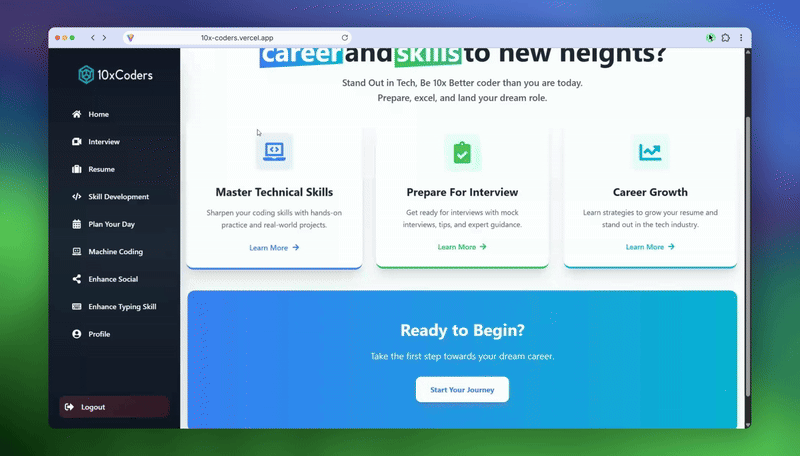 10x-coders.vercel.app
career and skills to new heights?
10xCoders
Stand Out in Tech, Be 10x Better coder than you are today.
Prepare, excel, and land your dream role.
Home
Interview
Resume
Skill Development
Plan Your Day
Machine Coding
Enhance Social
Enhance Typing Skill
Profile
Logout
Master Technical Skills
Sharpen your coding skills with hands-on
practice and real-world projects.
Learn More
Prepare For Interview
Get ready for interviews with mock
interviews, tips, and expert guidance.
Learn More
Career Growth
Learn strategies to grow your resume and
stand out in the tech industry.
Learn More
Ready to Begin?
Take the first step towards your dream career.
Start Your Journey